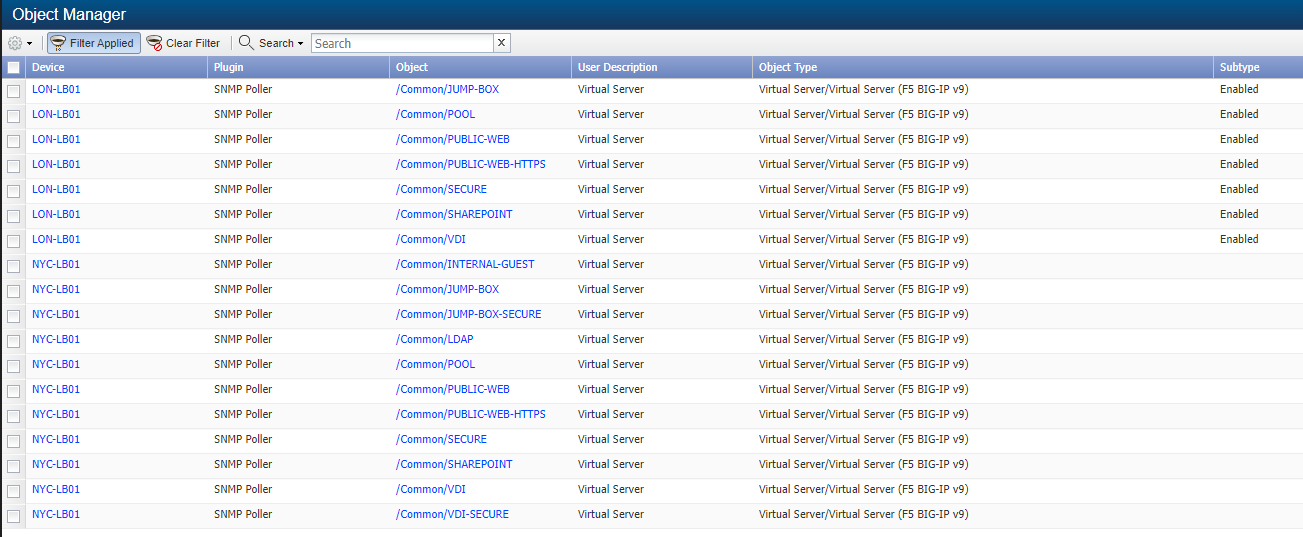 Object Manager
Filter Applied Clear Filter Search Search X
Device Plugin Object User Description Object Type Subtype
LON-LB01 SNMP Poller /Common/JUMP-BOX Virtual Server Virtual Server/Virtual Server (F5 BIG-IP v9) Enabled
LON-LB01 SNMP Poller /Common/POOL Virtual Server Virtual Server/Virtual Server (F5 BIG-IP v9) Enabled
LON-LB01 SNMP Poller /Common/PUBLIC-WEB Virtual Server Virtual Server/Virtual Server (F5 BIG-IP v9) Enabled
LON-LB01 SNMP Poller /Common/PUBLIC-WEB-HTTPS Virtual Server Virtual Server/Virtual Server (F5 BIG-IP v9) Enabled
LON-LB01 SNMP Poller /Common/SECURE Virtual Server Virtual Server/Virtual Server (F5 BIG-IP v9) Enabled
LON-LB01 SNMP Poller /Common/SHAREPOINT Virtual Server Virtual Server/Virtual Server (F5 BIG-IP v9) Enabled
LON-LB01 SNMP Poller /Common/VDI Virtual Server Virtual Server/Virtual Server (F5 BIG-IP v9) Enabled
NYC-LB01 SNMP Poller /Common/INTERNAL-GUEST Virtual Server Virtual Server/Virtual Server (F5 BIG-IP v9)
NYC-LB01 SNMP Poller /Common/JUMP-BOX Virtual Server Virtual Server/Virtual Server (F5 BIG-IP v9)
NYC-LB01 SNMP Poller /Common/JUMP-BOX-SECURE Virtual Server Virtual Server/Virtual Server (F5 BIG-IP v9)
NYC-LB01 SNMP Poller /Common/LDAP Virtual Server Virtual Server/Virtual Server (F5 BIG-IP v9)
NYC-LB01 SNMP Poller /Common/POOL Virtual Server Virtual Server/Virtual Server (F5 BIG-IP v9)
NYC-LB01 SNMP Poller /Common/PUBLIC-WEB Virtual Server Virtual Server/Virtual Server (F5 BIG-IP v9)
NYC-LB01 SNMP Poller /Common/PUBLIC-WEB-HTTPS Virtual Server Virtual Server/Virtual Server (F5 BIG-IP v9)
NYC-LB01 SNMP Poller /Common/SECURE Virtual Server Virtual Server/Virtual Server (F5 BIG-IP v9)
NYC-LB01 SNMP Poller /Common/SHAREPOINT Virtual Server Virtual Server/Virtual Server (F5 BIG-IP v9)
NYC-LB01 SNMP Poller /Common/VDI Virtual Server Virtual Server/Virtual Server (F5 BIG-IP v9)
NYC-LB01 SNMP Poller /Common/VDI-SECURE Virtual Server Virtual Server/Virtual Server (F5 BIG-IP v9)